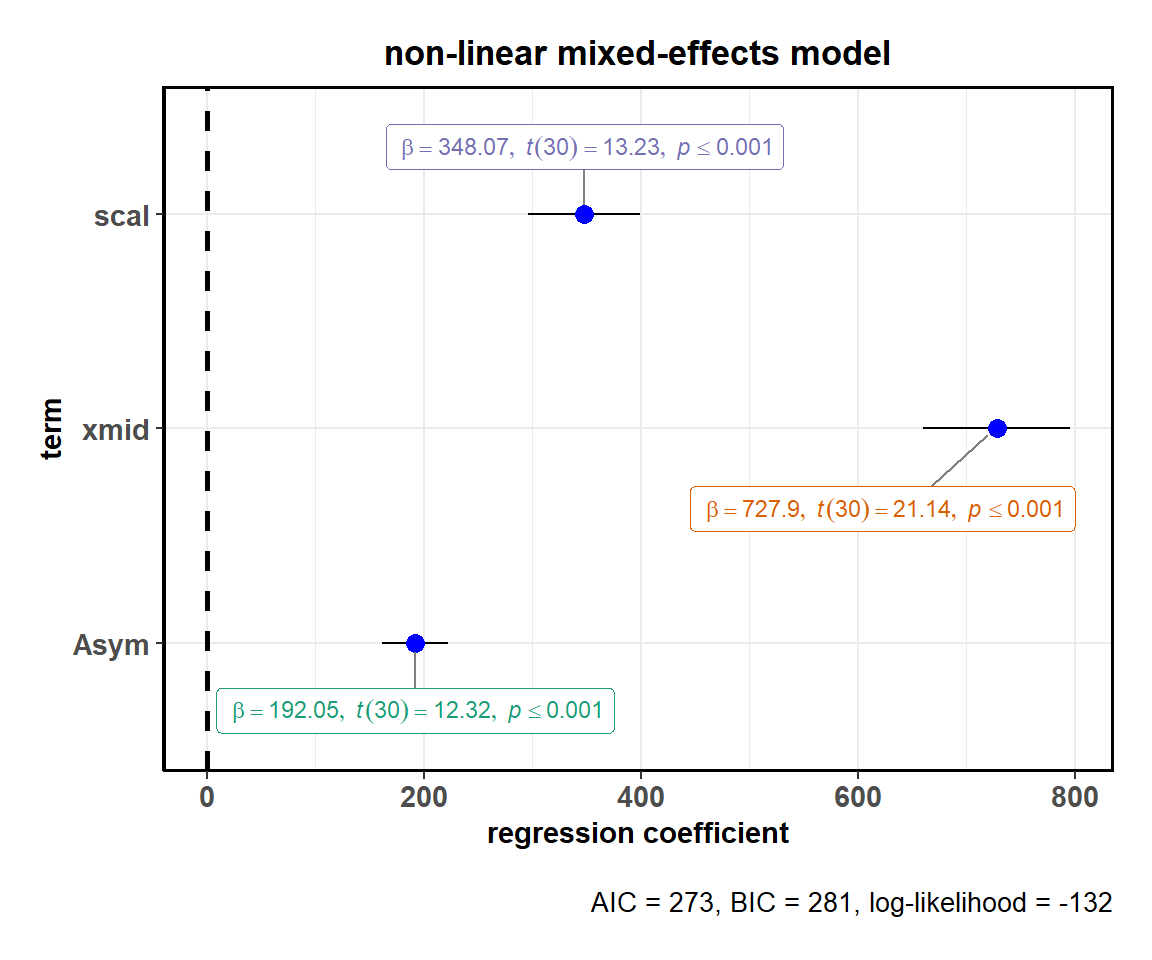 non-linear mixed-effects model
β = 348.07, t(30) = 13.23, p ≤ 0.001
scal
xmid
β = 727.9, t(30) = 21.14, p ≤ 0.001
term
Asym
β = 192.05, t(30) = 12.32, p ≤ 0.001
0 200 400 600 800
regression coefficient
AIC = 273, BIC = 281, log-likelihood = -132